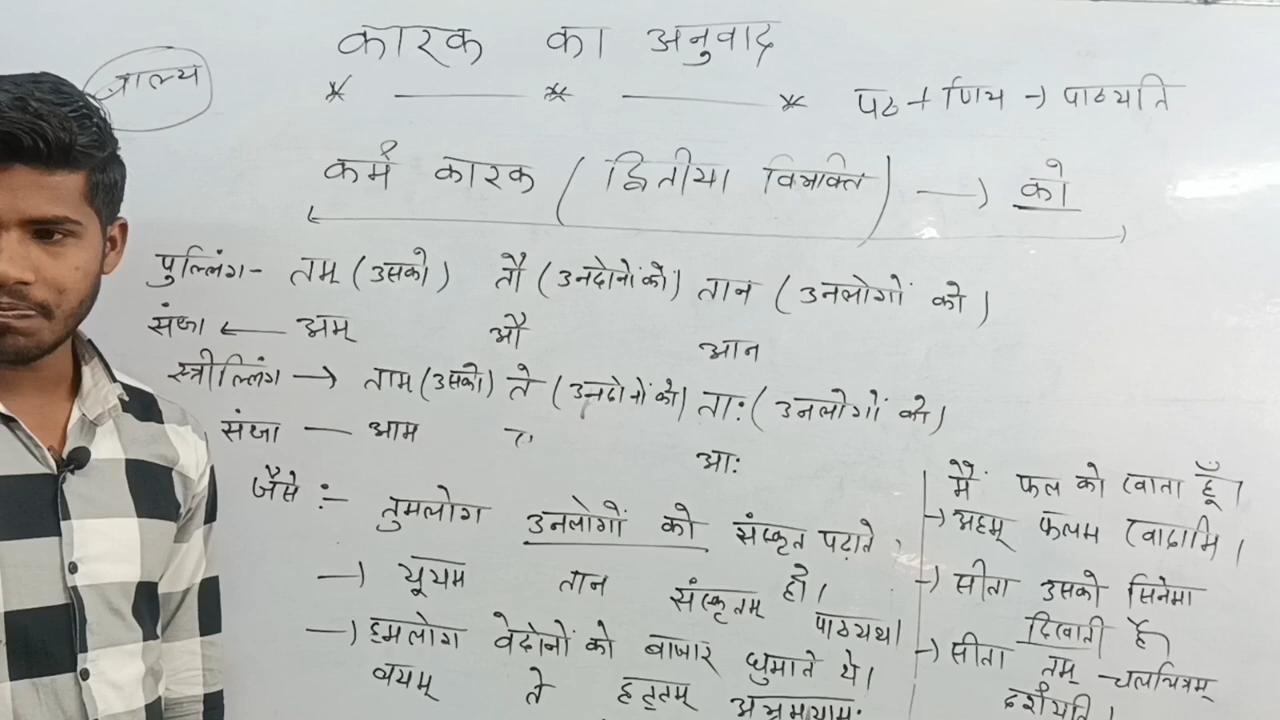 कारक का अनुवाद
* —— * —— * पठ + णिच -> पाठयति
कर्म कारक (द्वितीया विभक्ति) —> को
पुल्लिंग- तम् (उसको) तौ (उनदोनों को) तान (उनलोगों को)
संज्ञा <— अम् औ आन
स्त्रीलिंग —> ताम (उसको) ते (उनदोनों को) ता: (उनलोगों को)
संज्ञा — आम े आ:
जैसे :- तुमलोग उनलोगों को संस्कृत पढ़ाते हो।
—> यूयम तान संस्कृतम् पाठयथ।
—> हमलोग वेदोनों को बाजार घुमाते थे।
वयम् ते हट्टम् अभ्रमयाम:
मैं फल को खाता हूँ।
-> अहम् फलम खादामि।
-> सीता उसको सिनेमा
दिखाती है
-> सीता तम् चलचित्रम्
दर्शयति।